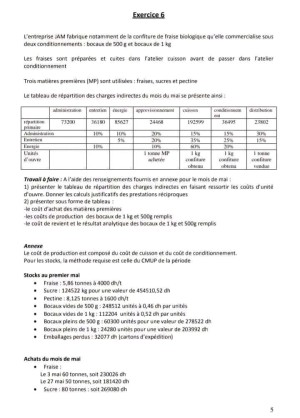 Exercice 6
L'entreprise JAM fabrique notamment de la confiture de fraise biologique qu'elle commercialise sous
deux conditionnements : bocaux de 500 g et bocaux de 1 kg
Les fraises sont préparées et cuites dans l'atelier cuisson avant de passer dans l'atelier
conditionnement
Trois matières premières [MP] sont utilisées : fraises, sucres et pectine
Le tableau de répartition des charges indirectes du mois de mai se présente ainsi :
administration entretien énergie approvisionnement cuisson conditionnement distribution
répartition primaire 73200 36180 85627 24468 192599 36495 23802
Administration 10% 10% 20% 15% 15% 30%
Entretien 5% 20% 35% 25% 15%
Energie 10% 10% 60% 20%
Unités d'œuvre 1 tonne MP achetée 1 kg confiture obtenu 1 kg confiture obtenu 1 tonne confiture vendue
Travail à faire : A l'aide des renseignements fournis en annexe pour le mois de mai :
1) présenter le tableau de répartition des charges indirectes en faisant ressortir les coûts d'unité
d'œuvre. Donner les calculs justificatifs des prestations réciproques
2) présenter sous forme de tableau :
-le coût d'achat des matières premières
-les coûts de production des bocaux de 1 kg et 500g remplis
-le coût de revient et le résultat analytique des bocaux de 1 kg et 500g remplis
Annexe
Le coût de production est composé du coût de cuisson et du coût de conditionnement.
Pour les stocks, la méthode requise est celle du CMUP de la période
Stocks au premier mai
• Fraise : 5,86 tonnes à 4000 dh/t
• Sucre : 124522 kg pour une valeur de 454510,52 dh
• Pectine : 8,125 tonnes à 1600 dh/t
• Bocaux vides de 500 g : 248512 unités à 0,46 dh par unités
• Bocaux vides de 1 kg : 112204 unités à 0,52 dh par unité
• Bocaux pleins de 500 g : 60300 unités pour une valeur de 278522 dh
• Bocaux pleins de 1 kg : 24280 unités pour une valeur de 203922 dh
• Emballages perdus : 32077 dh (cartons d'expédition)
Achats du mois de mai
• Fraise :
Le 3 mai 60 tonnes, soit 230026 dh
Le 27 mai 50 tonnes, soit 181420 dh
• Sucre : 80 tonnes : soit 269080 dh
5